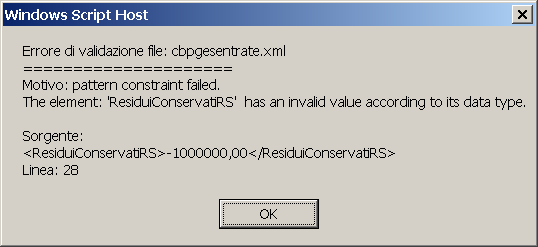 Windows Script Host
Errore di validazione file: cbpgesentrate.xml
=====================
Motivo: pattern constraint failed.
The element: 'ResiduiConservatiRS'  has an invalid value according to its data type.
Sorgente:
<ResiduiConservatiRS>-1000000,00</ResiduiConservatiRS>
Linea: 28
OK